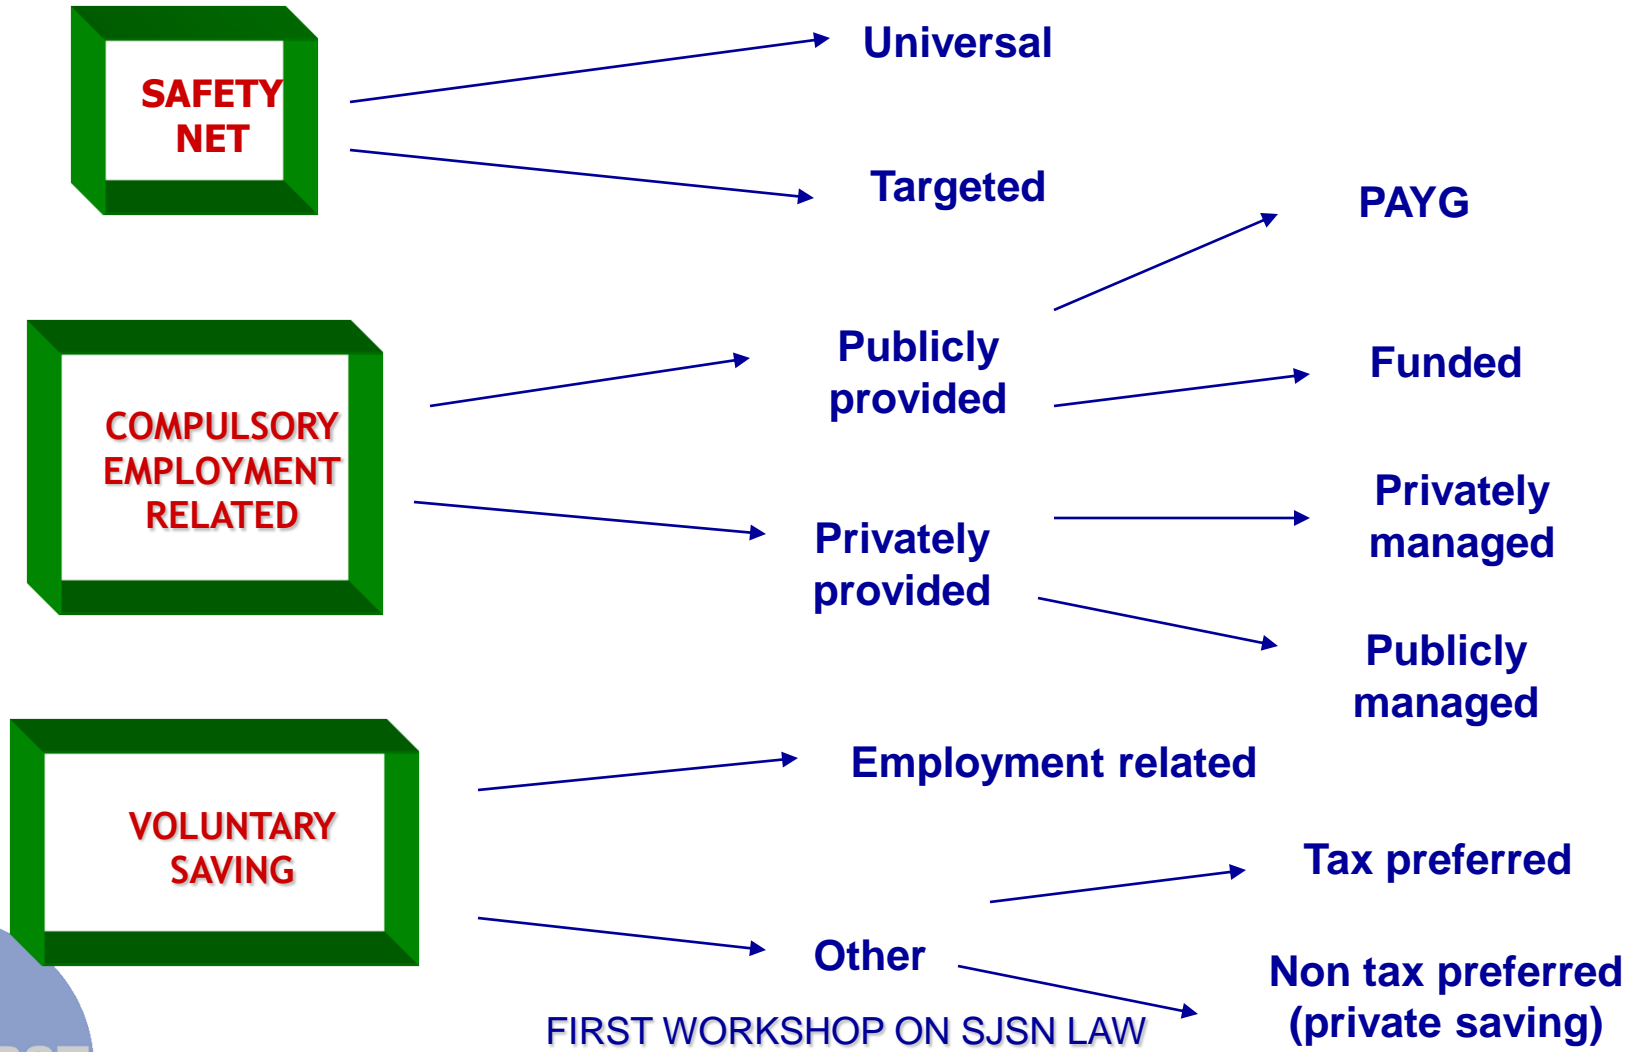 SAFETY
NET
Universal
Targeted
COMPULSORY
EMPLOYMENT
RELATED
Publicly
provided
PAYG
Funded
Privately
provided
Privately
managed
Publicly
managed
VOLUNTARY
SAVING
Employment related
Other
Tax preferred
Non tax preferred
(private saving)
FIRST WORKSHOP ON SJSN LAW